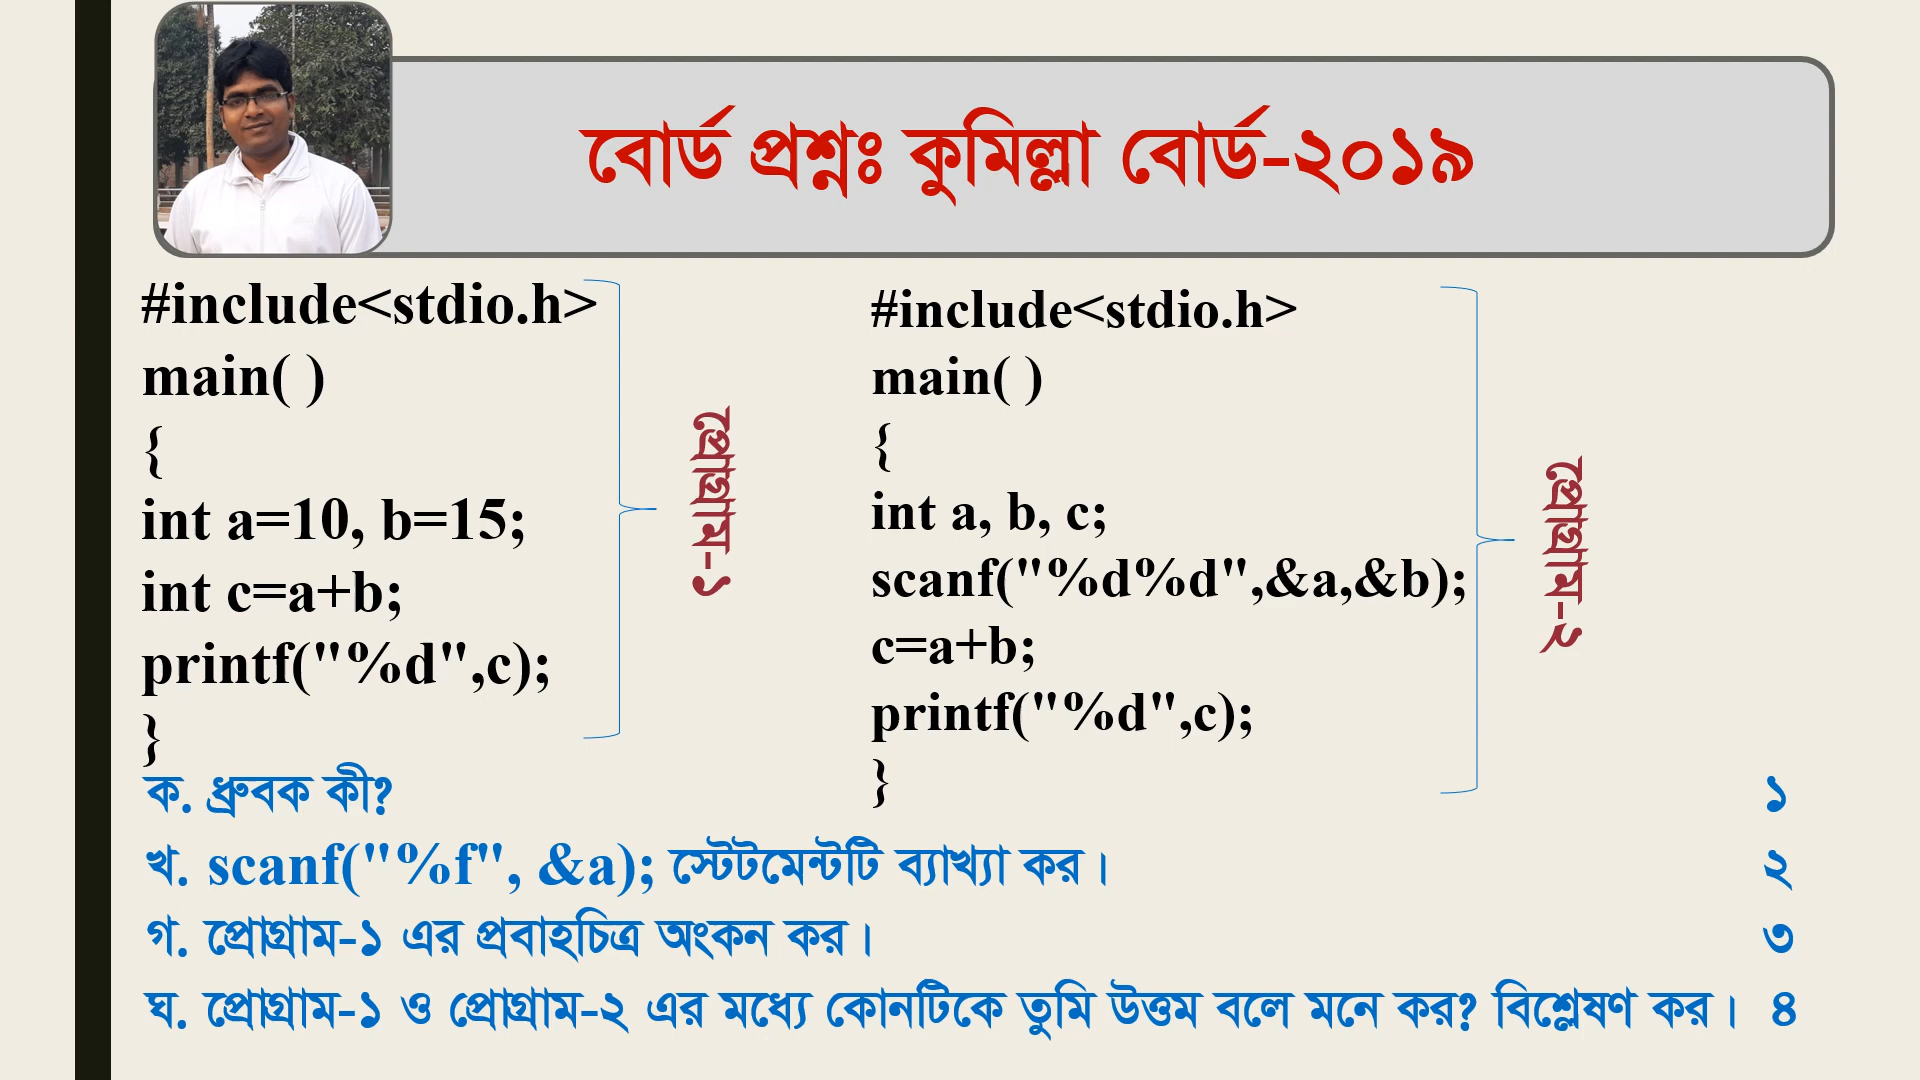 বোর্ড প্রশ্নঃ কুমিল্লা বোর্ড-২০১৯
#include<stdio.h>
main( )
{
int a=10, b=15;
int c=a+b;
printf("%d",c);
}
প্রোগ্রাম-১
#include<stdio.h>
main( )
{
int a, b, c;
scanf("%d%d",&a,&b);
c=a+b;
printf("%d",c);
}
প্রোগ্রাম-২
ক. ধ্রুবক কী? ১
খ. scanf("%f", &a); স্টেটমেন্টটি ব্যাখ্যা কর। ২
গ. প্রোগ্রাম-১ এর প্রবাহচিত্র অংকন কর। ৩
ঘ. প্রোগ্রাম-১ ও প্রোগ্রাম-২ এর মধ্যে কোনটিকে তুমি উত্তম বলে মনে কর? বিশ্লেষণ কর। ৪